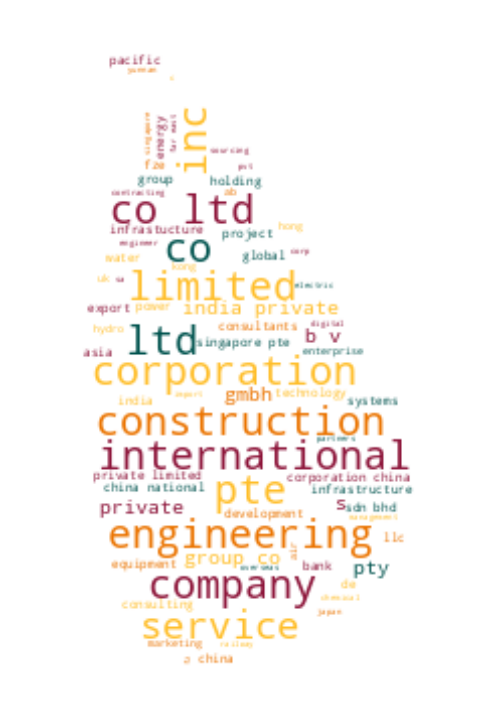 pacific
yunnan
singapore
energy
far east
inc
sourcing
pvt
fze
group
holding
contracting
ab
co ltd
infrastucture
project
hong
engineer
co
water
global
corp
kong
uk
sa
limited
electric
export
power
india private
hydro
consultants
digital
ltd
singapore pte
b v
asia
enterprise
corporation
india
export
gmbh
technology
systems
construction
partners
international
private limited
corporation china
china national
pte
infrastructure
private
s
sdn bhd
development
management
engineering
llc
air
group co
equipment
overseas
bank
pty
company
de
chemical
consulting
japan
service
marketing
railway
china